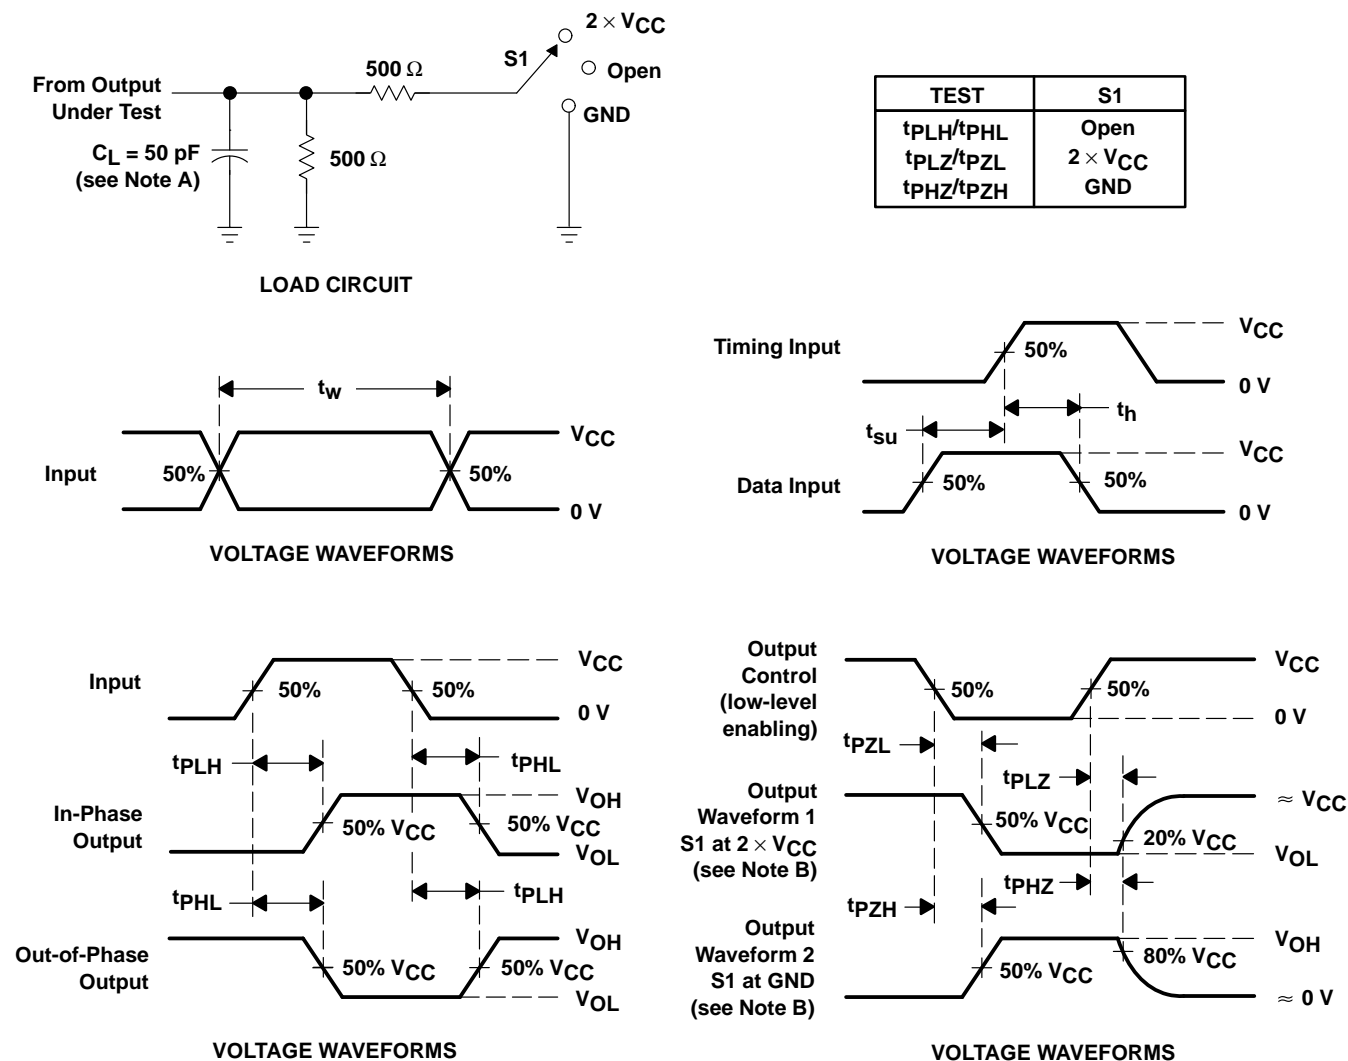 2 × VCC
S1
Open
GND
500 Ω
From Output
Under Test
CL = 50 pF
(see Note A)
500 Ω
LOAD CIRCUIT
TEST S1
tPLH/tPHL Open
tPLZ/tPZL 2 × VCC
tPHZ/tPZH GND
tw
Input
50%
50%
VCC
0 V
VOLTAGE WAVEFORMS
Timing Input
50%
VCC
0 V
th
tsu
Data Input
50%
50%
VCC
0 V
VOLTAGE WAVEFORMS
Input
50%
50%
VCC
0 V
tPLH
tPHL
In-Phase
Output
50% VCC
50% VCC
VOH
VOL
tPHL
tPLH
Out-of-Phase
Output
50% VCC
50% VCC
VOH
VOL
VOLTAGE WAVEFORMS
Output
Control
(low-level
enabling)
50%
50%
VCC
0 V
tPZL
tPLZ
Output
Waveform 1
S1 at 2 × VCC
(see Note B)
50% VCC
20% VCC
≈ VCC
VOL
tPZH
tPHZ
Output
Waveform 2
S1 at GND
(see Note B)
50% VCC
80% VCC
VOH
≈ 0 V
VOLTAGE WAVEFORMS